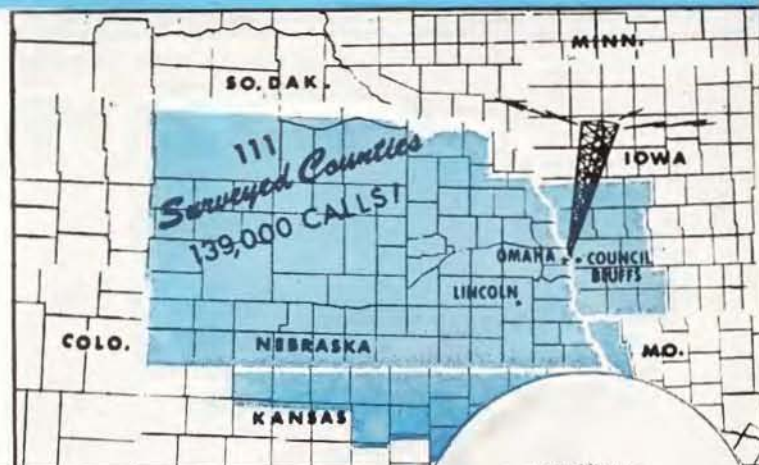 MINN.
SO. DAK.
111
Surveyed Counties
139,000 CALLS!
IOWA
OMAHA
COUNCIL
BLUFFS
LINCOLN
COLO.
NEBRASKA
MO.
KANSAS